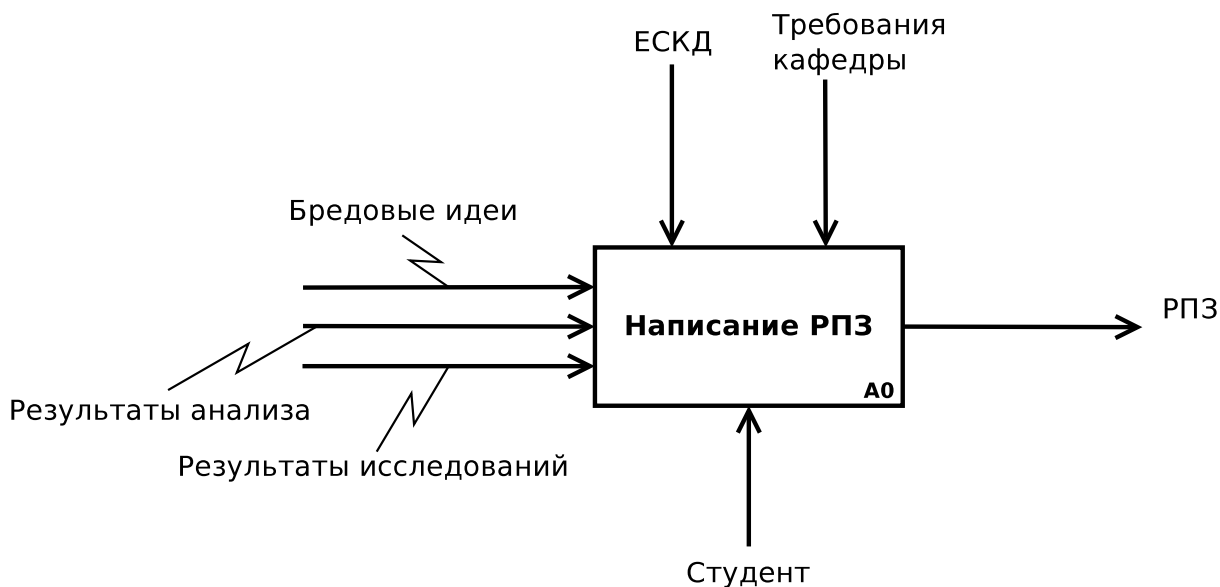 ЕСКД
Требования
кафедры
Бредовые идеи
Написание РПЗ
РПЗ
A0
Результаты анализа
Результаты исследований
Студент